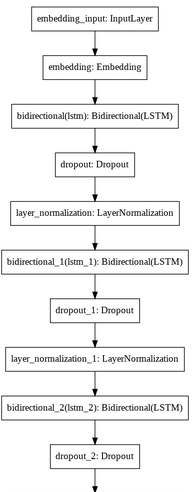 embedding_input: InputLayer
embedding: Embedding
bidirectional(lstm): Bidirectional(LSTM)
dropout: Dropout
layer_normalization: LayerNormalization
bidirectional_1(lstm_1): Bidirectional(LSTM)
dropout_1: Dropout
layer_normalization_1: LayerNormalization
bidirectional_2(lstm_2): Bidirectional(LSTM)
dropout_2: Dropout